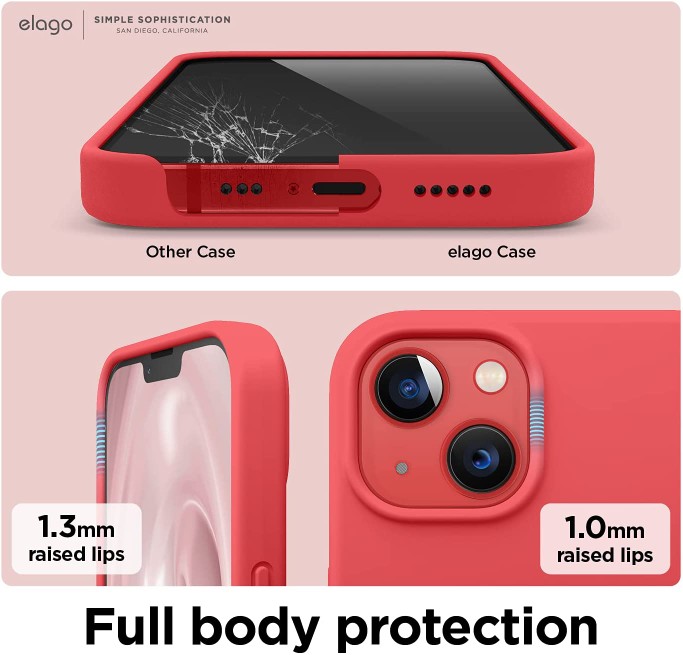 elago
SIMPLE SOPHISTICATION
SAN DIEGO, CALIFORNIA
Other Case
elago Case
1.3mm
raised lips
1.0mm
raised lips
Full body protection